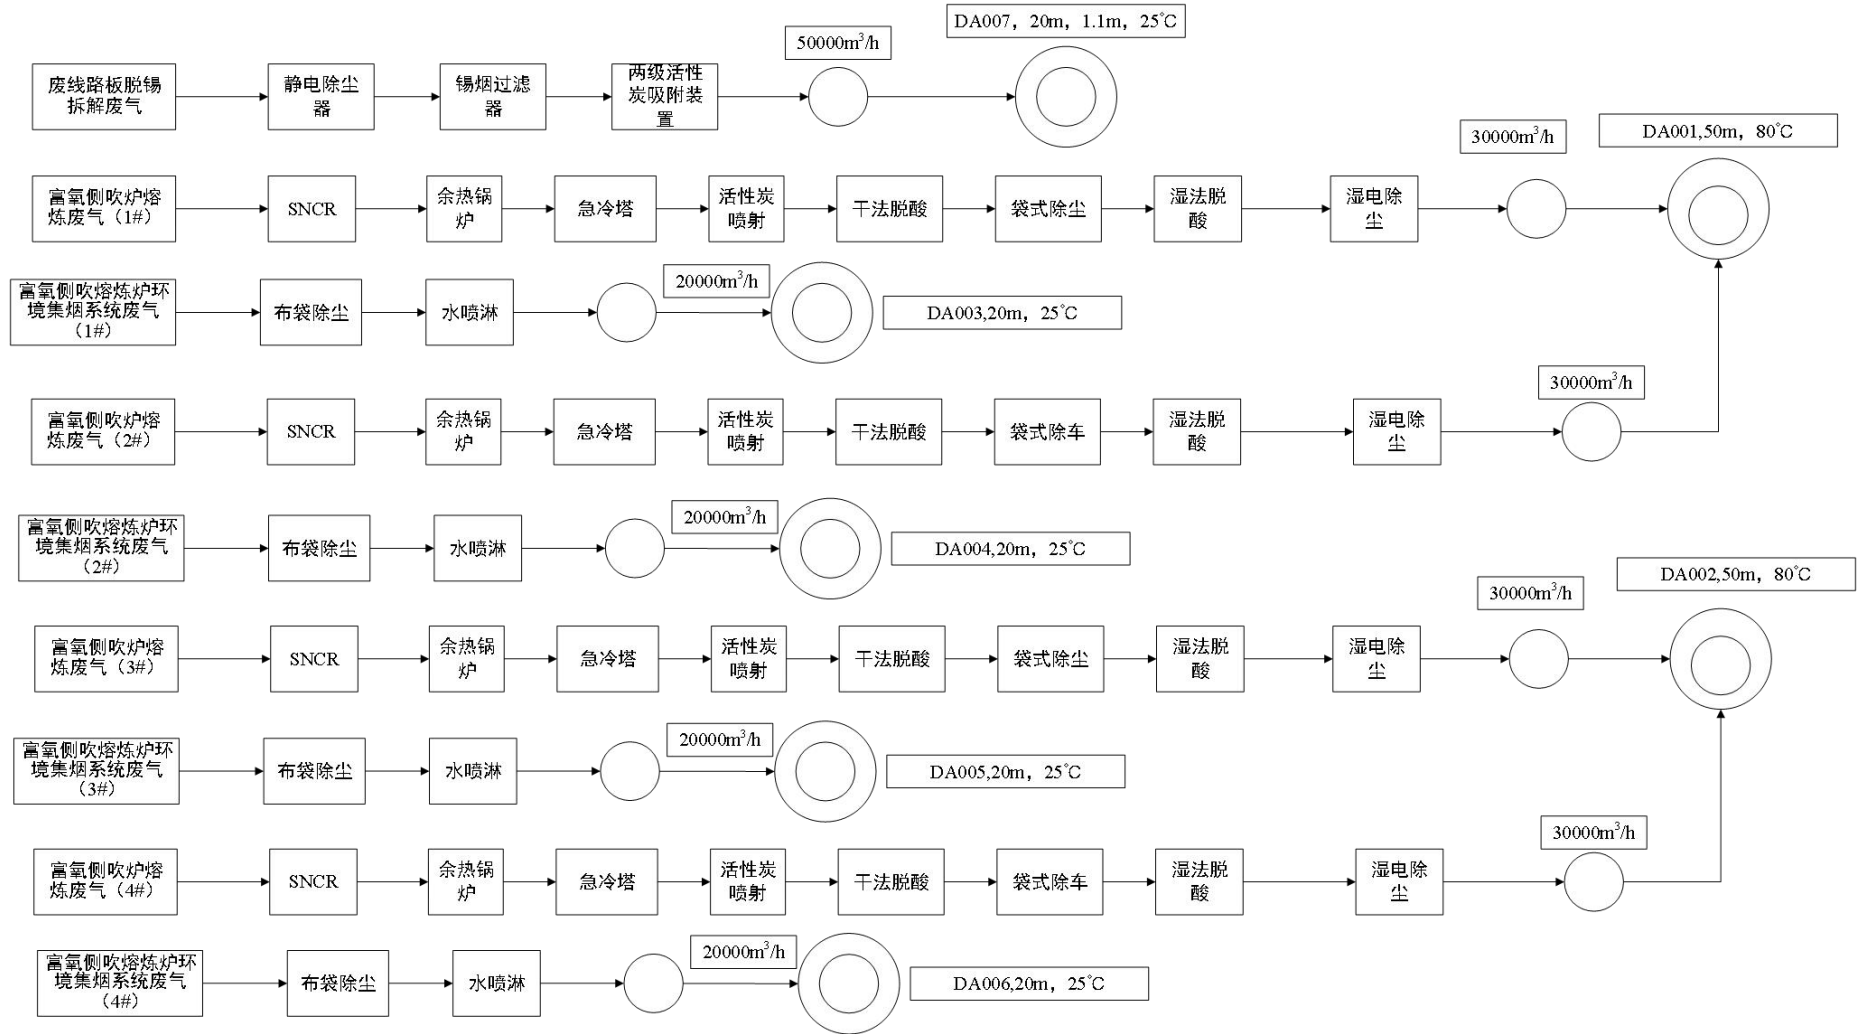 50000m³/h
DA007，20m，1.1m，25℃
废线路板脱锡
拆解废气
静电除尘
器
锡烟过滤
器
两级活性
炭吸附装
置
30000m³/h
DA001,50m，80℃
富氧侧吹炉熔
炼废气（1#）
SNCR
余热锅
炉
急冷塔
活性炭
喷射
干法脱酸
袋式除尘
湿法脱
酸
湿电除
尘
富氧侧吹熔炼炉环
境集烟系统废气
（1#）
布袋除尘
水喷淋
20000m³/h
DA003,20m，25℃
30000m³/h
富氧侧吹炉熔
炼废气（2#）
SNCR
余热锅
炉
急冷塔
活性炭
喷射
干法脱酸
袋式除车
湿法脱
酸
湿电除
尘
富氧侧吹熔炼炉环
境集烟系统废气
（2#）
布袋除尘
水喷淋
20000m³/h
DA004,20m，25℃
30000m³/h
DA002,50m，80℃
富氧侧吹炉熔
炼废气（3#）
SNCR
余热锅
炉
急冷塔
活性炭
喷射
干法脱酸
袋式除尘
湿法脱
酸
湿电除
尘
富氧侧吹熔炼炉环
境集烟系统废气
（3#）
布袋除尘
水喷淋
20000m³/h
DA005,20m，25℃
30000m³/h
富氧侧吹炉熔
炼废气（4#）
SNCR
余热锅
炉
急冷塔
活性炭
喷射
干法脱酸
袋式除车
湿法脱
酸
湿电除
尘
富氧侧吹熔炼炉环
境集烟系统废气
（4#）
布袋除尘
水喷淋
20000m³/h
DA006,20m，25℃